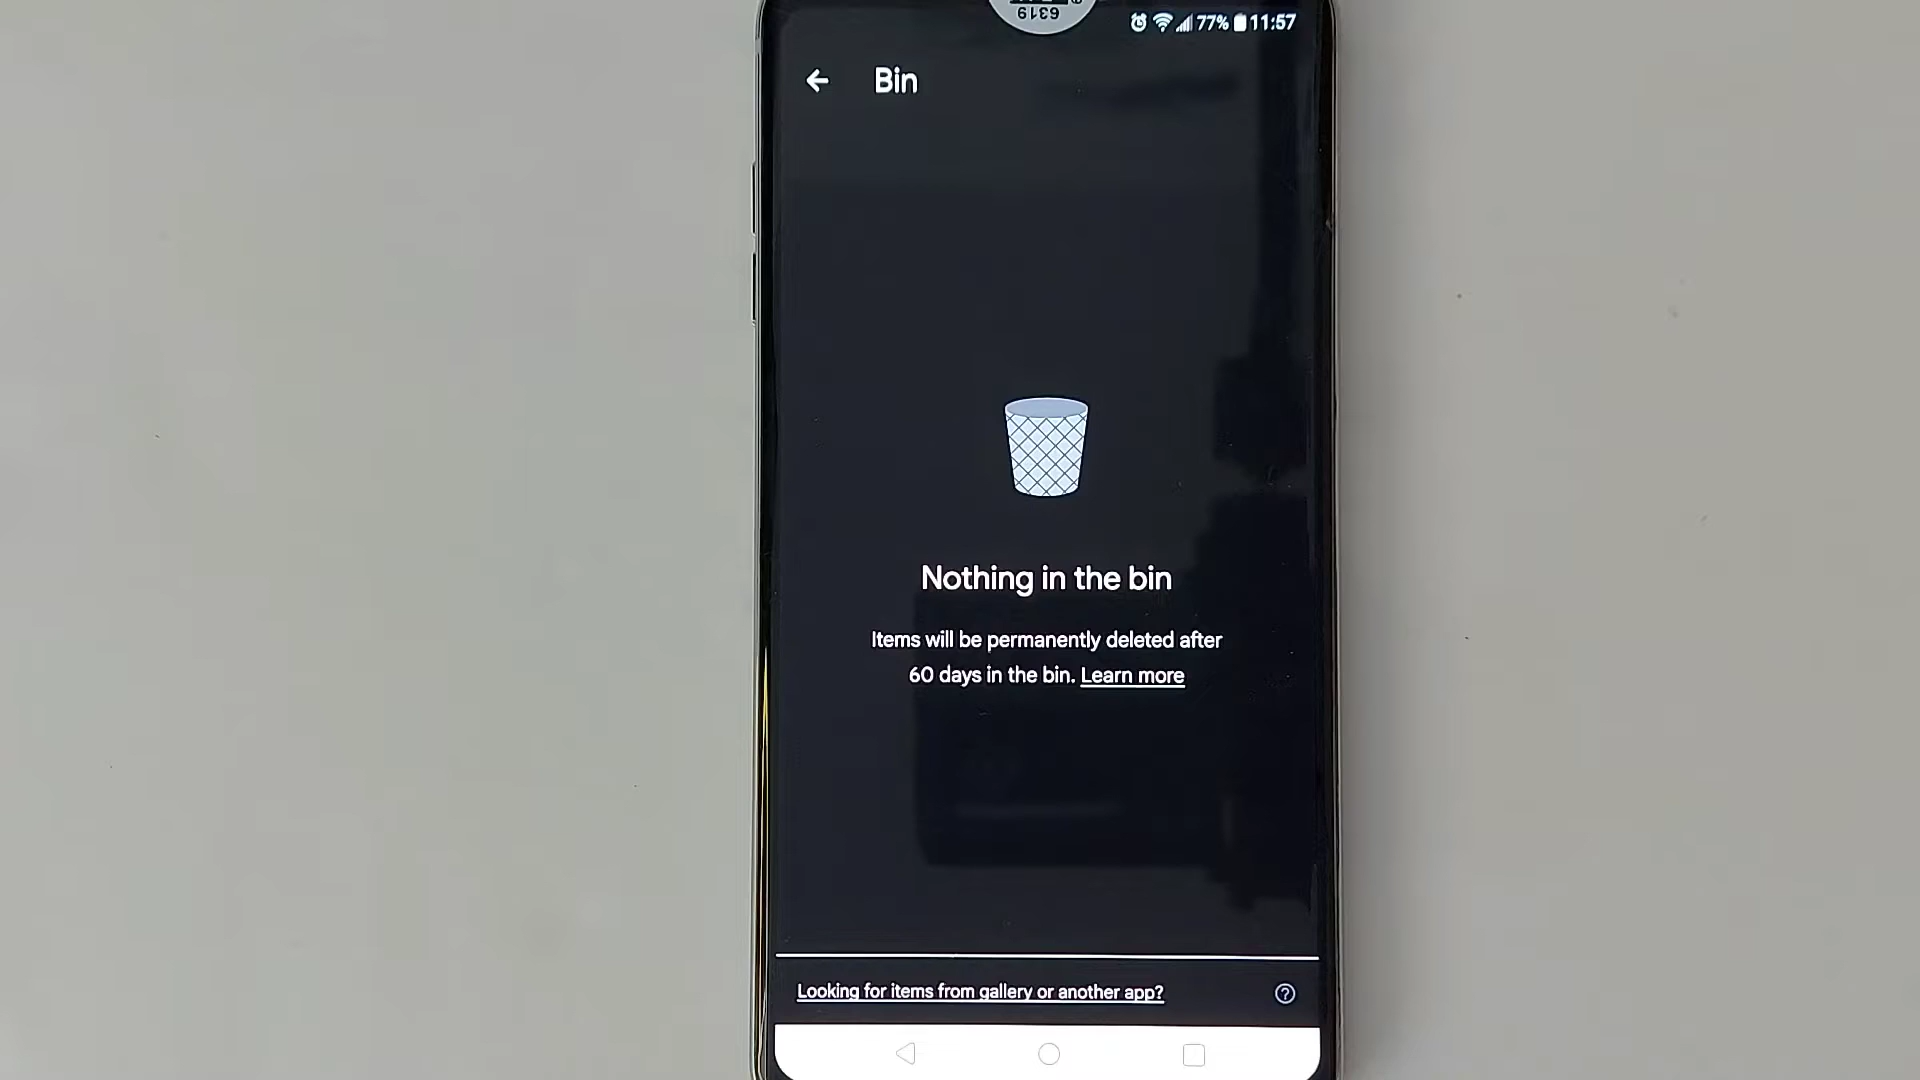 6319
77% 11:57
Bin
Nothing in the bin
Items will be permanently deleted after
60 days in the bin. Learn more
Looking for items from gallery or another app?